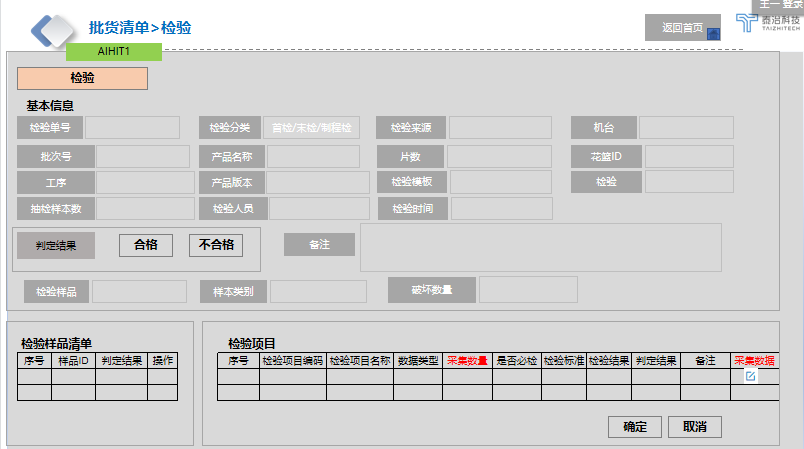 主一 登录
批货清单>检验
返回首页
泰治科技
TAIZHITECH
AIHIT1
检验
基本信息
检验单号 检验分类 首检/末检/制程检 检验来源 机台
批次号 产品名称 片数 花篮ID
工序 产品版本 检验模板 检验
抽检样本数 检验人员 检验时间
判定结果 合格 不合格 备注
检验样品 样本类别 破坏数量
检验样品清单 检验项目
序号 样品ID 判定结果 操作 序号 检验项目编码 检验项目名称 数据类型 采集数量 是否必检 检验标准 检验结果 判定结果 备注 采集数据
确定 取消